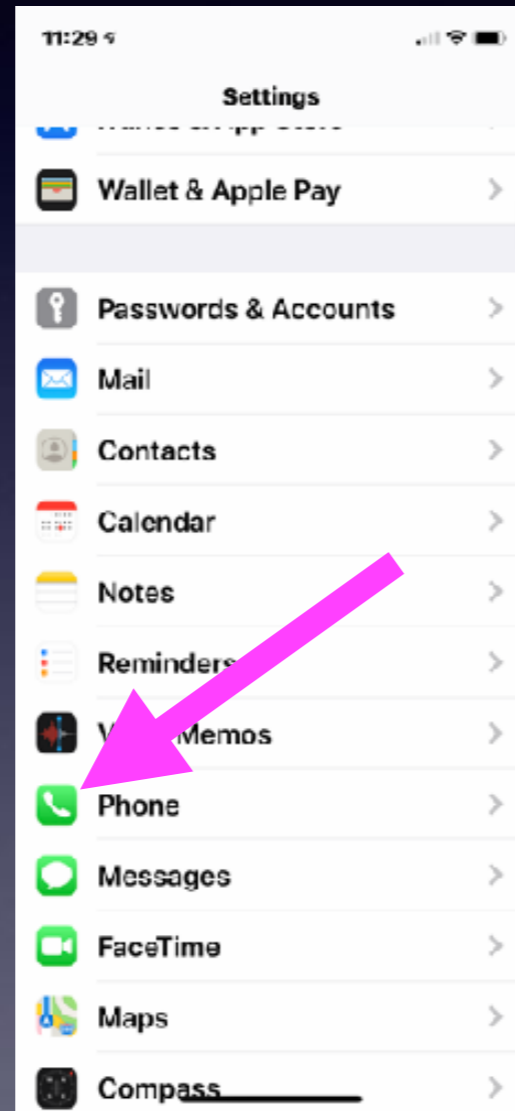 11:29
Settings
Wallet & Apple Pay
Passwords & Accounts
Mail
Contacts
Calendar
Notes
Reminders
Memos
Phone
Messages
FaceTime
Maps
Compass